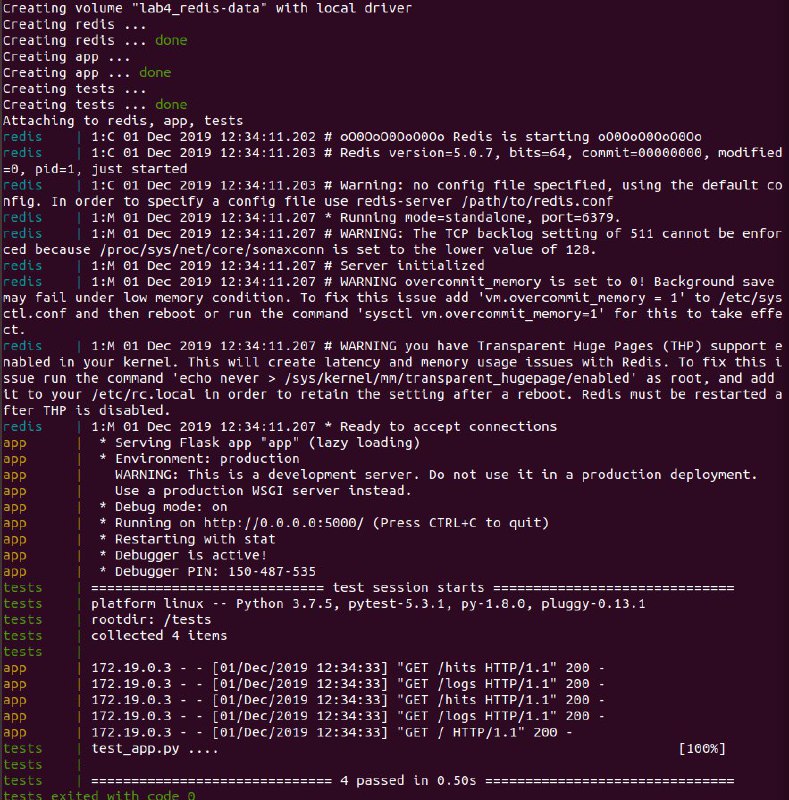 Creating volume "lab4_redis-data" with local driver
Creating redis ...
Creating redis ... done
Creating app ...
Creating app ... done
Creating tests ...
Creating tests ... done
Attaching to redis, app, tests
redis    | 1:C 01 Dec 2019 12:34:11.202 # oO0OoO0OoO0Oo Redis is starting oO0OoO0OoO0Oo
redis    | 1:C 01 Dec 2019 12:34:11.203 # Redis version=5.0.7, bits=64, commit=00000000, modified
=0, pid=1, just started
redis    | 1:C 01 Dec 2019 12:34:11.203 # Warning: no config file specified, using the default co
nfig. In order to specify a config file use redis-server /path/to/redis.conf
redis    | 1:M 01 Dec 2019 12:34:11.207 * Running mode=standalone, port=6379.
redis    | 1:M 01 Dec 2019 12:34:11.207 # WARNING: The TCP backlog setting of 511 cannot be enfor
ced because /proc/sys/net/core/somaxconn is set to the lower value of 128.
redis    | 1:M 01 Dec 2019 12:34:11.207 # Server initialized
redis    | 1:M 01 Dec 2019 12:34:11.207 # WARNING overcommit_memory is set to 0! Background save
may fail under low memory condition. To fix this issue add 'vm.overcommit_memory = 1' to /etc/sys
ctl.conf and then reboot or run the command 'sysctl vm.overcommit_memory=1' for this to take effe
ct.
redis    | 1:M 01 Dec 2019 12:34:11.207 # WARNING you have Transparent Huge Pages (THP) support e
nabled in your kernel. This will create latency and memory usage issues with Redis. To fix this i
ssue run the command 'echo never > /sys/kernel/mm/transparent_hugepage/enabled' as root, and add
it to your /etc/rc.local in order to retain the setting after a reboot. Redis must be restarted a
fter THP is disabled.
redis    | 1:M 01 Dec 2019 12:34:11.207 * Ready to accept connections
app      |  * Serving Flask app "app" (lazy loading)
app      |  * Environment: production
app      |    WARNING: This is a development server. Do not use it in a production deployment.
app      |    Use a production WSGI server instead.
app      |  * Debug mode: on
app      |  * Running on http://0.0.0.0:5000/ (Press CTRL+C to quit)
app      |  * Restarting with stat
app      |  * Debugger is active!
app      |  * Debugger PIN: 150-487-535
tests    | ============================= test session starts ==============================
tests    | platform linux -- Python 3.7.5, pytest-5.3.1, py-1.8.0, pluggy-0.13.1
tests    | rootdir: /tests
tests    | collected 4 items
tests    |
app      | 172.19.0.3 - - [01/Dec/2019 12:34:33] "GET /hits HTTP/1.1" 200 -
app      | 172.19.0.3 - - [01/Dec/2019 12:34:33] "GET /logs HTTP/1.1" 200 -
app      | 172.19.0.3 - - [01/Dec/2019 12:34:33] "GET /hits HTTP/1.1" 200 -
app      | 172.19.0.3 - - [01/Dec/2019 12:34:33] "GET /logs HTTP/1.1" 200 -
app      | 172.19.0.3 - - [01/Dec/2019 12:34:33] "GET / HTTP/1.1" 200 -
tests    | test_app.py .... [100%]
tests    |
tests    | ============================== 4 passed in 0.50s ===============================
tests exited with code 0